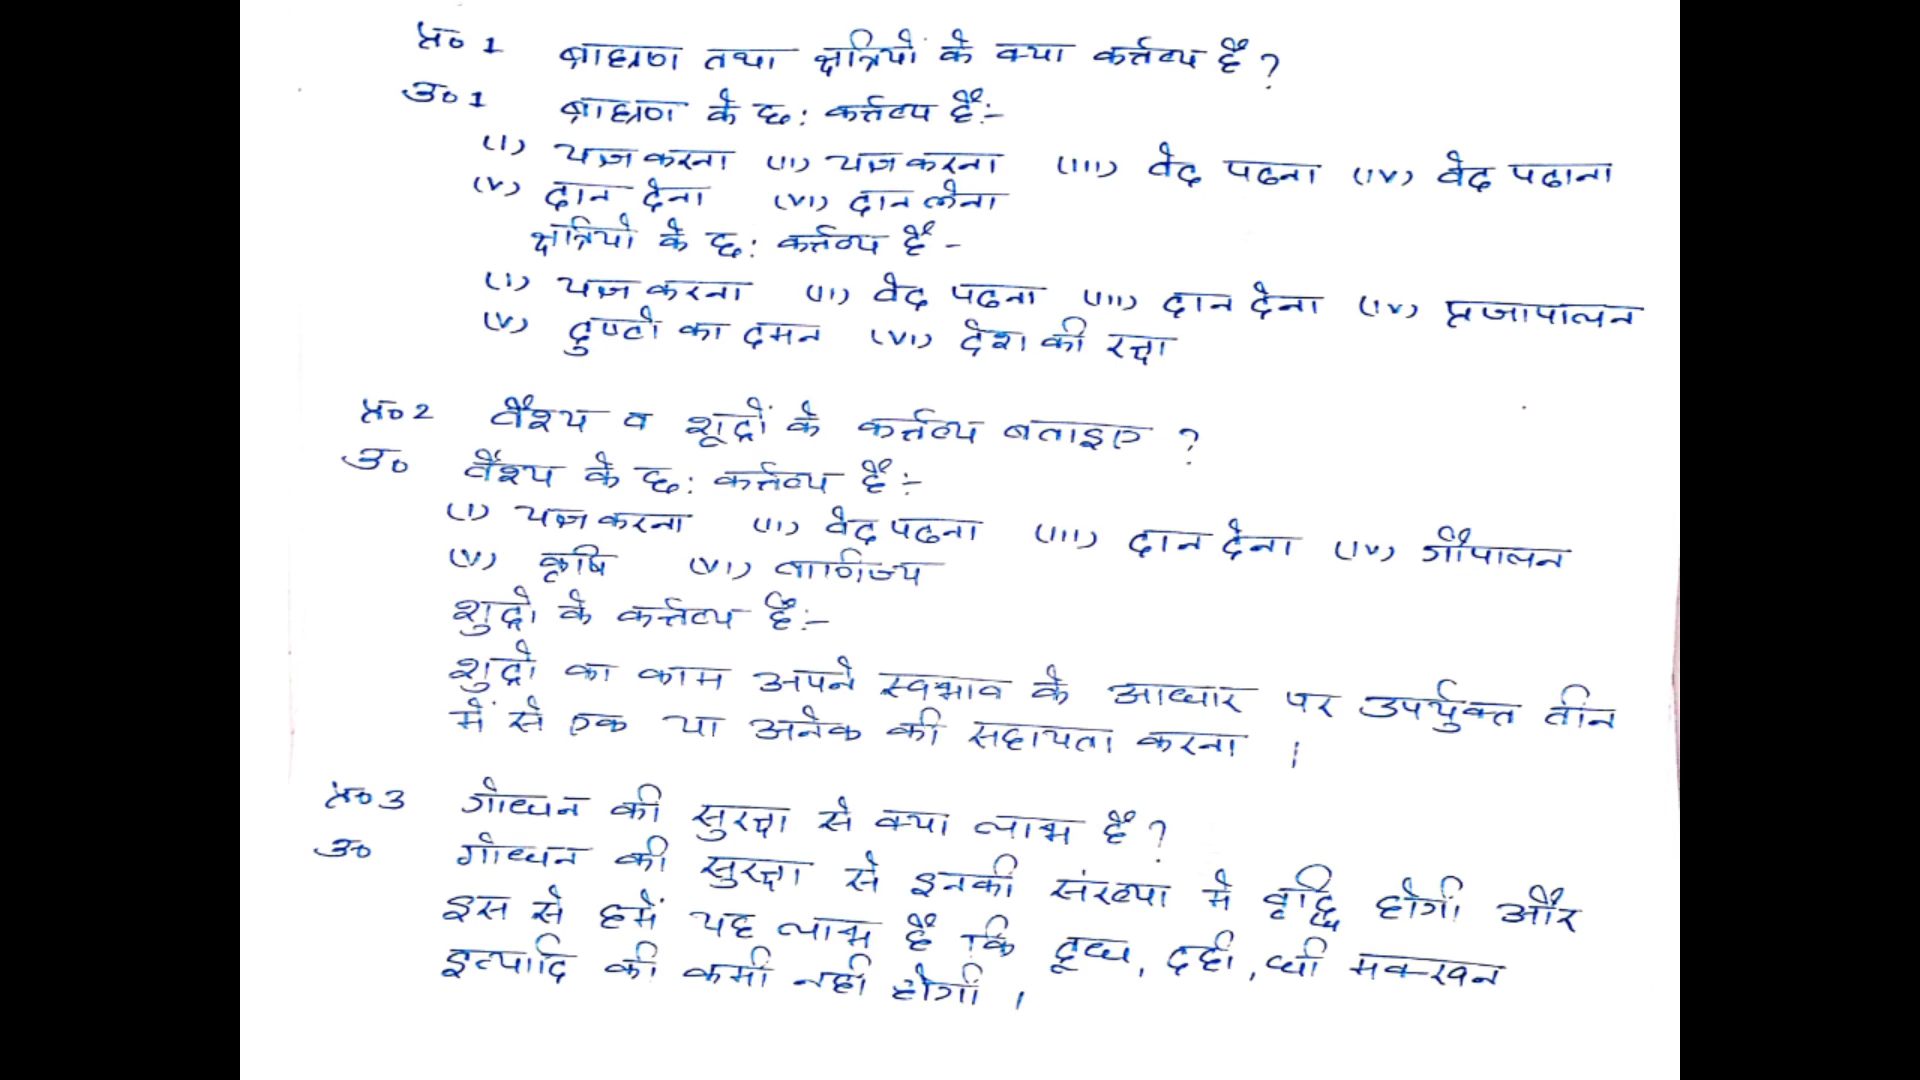 प्र० 1 ब्राह्मण तथा क्षत्रियों के क्या कर्त्तव्य हैं ?
उ० 1 ब्राह्मण के छ: कर्त्तव्य हैं:-
(i) यज्ञ करना (ii) यज्ञ करना (iii) वेद पढना (iv) वेद पढाना
(v) दान देना (vi) दान लेना
क्षत्रियो के छ: कर्त्तव्य हैं -
(i) यज्ञ करना (ii) वेद पढना (iii) दान देना (iv) प्रजापालन
(v) दुष्टो का दमन (vi) देश की रक्षा
प्र० 2 वैश्य व शूद्रों के कर्त्तव्य बताइए ?
उ० वैश्य के छ: कर्त्तव्य हैं :-
(i) यज्ञ करना (ii) वेद पढना (iii) दान देना (iv) गौपालन
(v) कृषि (vi) वाणिज्य
शुद्रो के कर्त्तव्य हैं:-
शुद्रो का काम अपने स्वभाव के आधार पर उपर्युक्त तीन
में से एक या अनेक की सहायता करना ।
प्र० 3 गोधन की सुरक्षा से क्या लाभ हैं ?
उ० गोधन की सुरक्षा से इनकी संख्या मे वृद्धि होगी और
इस से हमें यह लाभ हैं कि दूध, दही, घी मक्खन
इत्यादि की कमी नही होगी ।